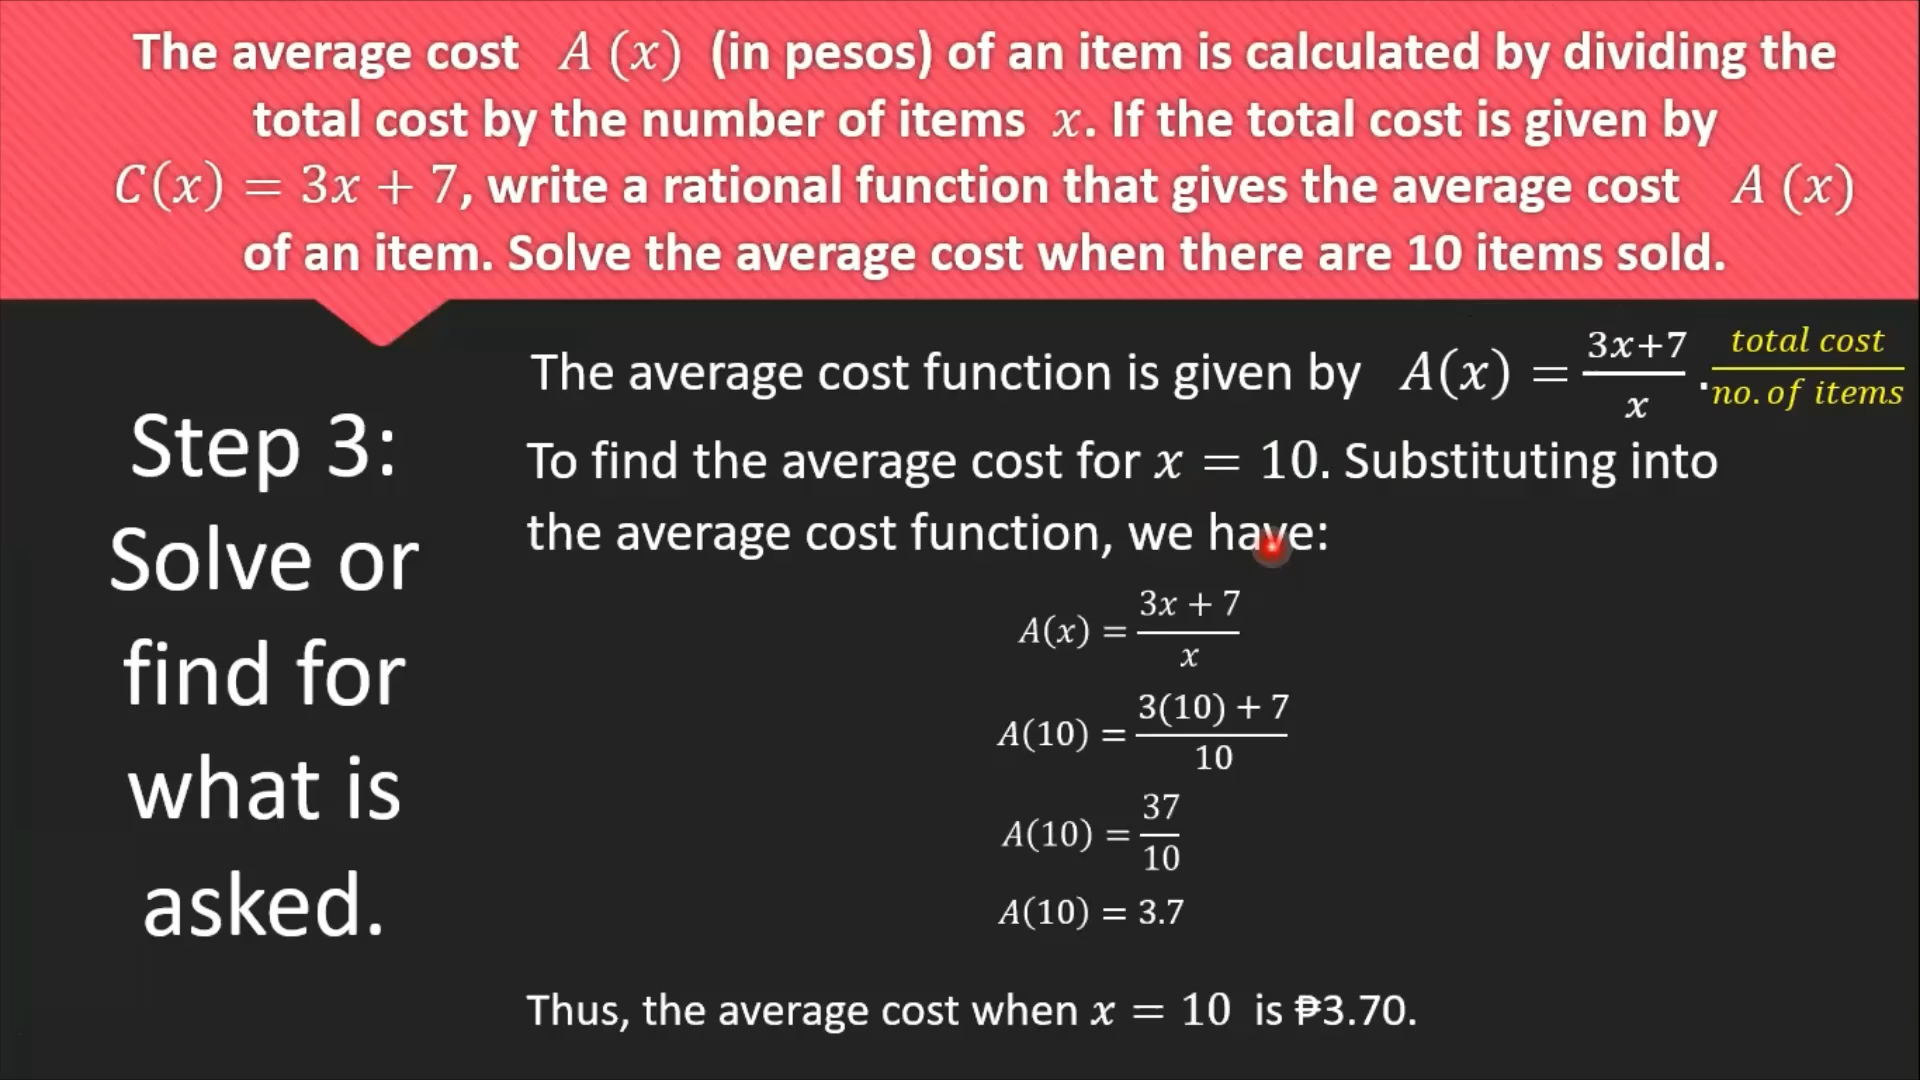 The average cost A (x) (in pesos) of an item is calculated by dividing the
total cost by the number of items x. If the total cost is given by
C(x) = 3x + 7, write a rational function that gives the average cost A (x)
of an item. Solve the average cost when there are 10 items sold.
Step 3:
Solve or
find for
what is
asked.
The average cost function is given by A(x) = \frac{3x+7}{x}. \frac{total cost}{no. of items}
To find the average cost for x = 10. Substituting into
the average cost function, we have:
A(x) = \frac{3x + 7}{x}
A(10) = \frac{3(10) + 7}{10}
A(10) = \frac{37}{10}
A(10) = 3.7
Thus, the average cost when x = 10 is ₱3.70.